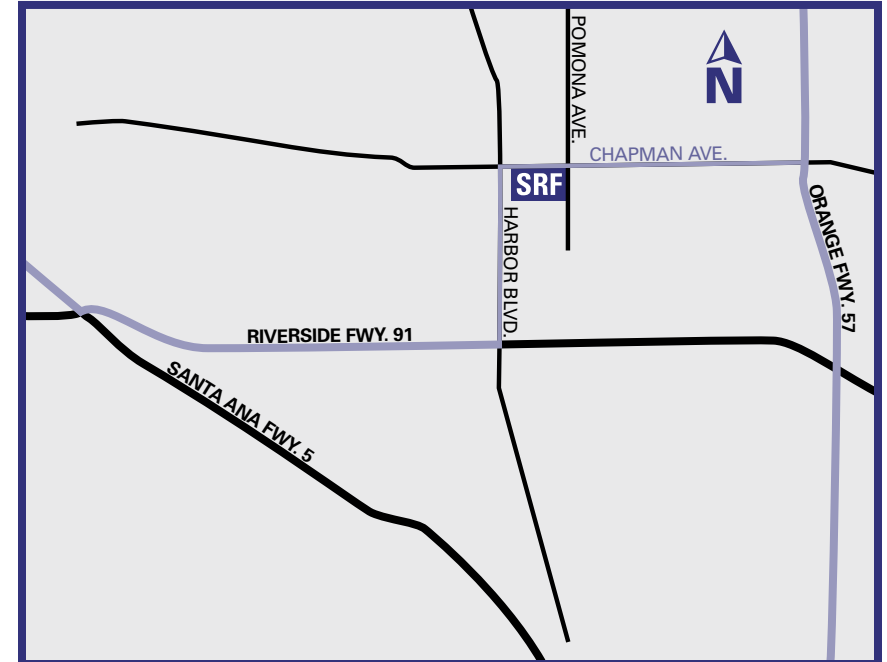 POMONA AVE.
N
CHAPMAN AVE.
SRF
HARBOR BLVD.
ORANGE FWY. 57
RIVERSIDE FWY. 91
SANTA ANA FWY. 5